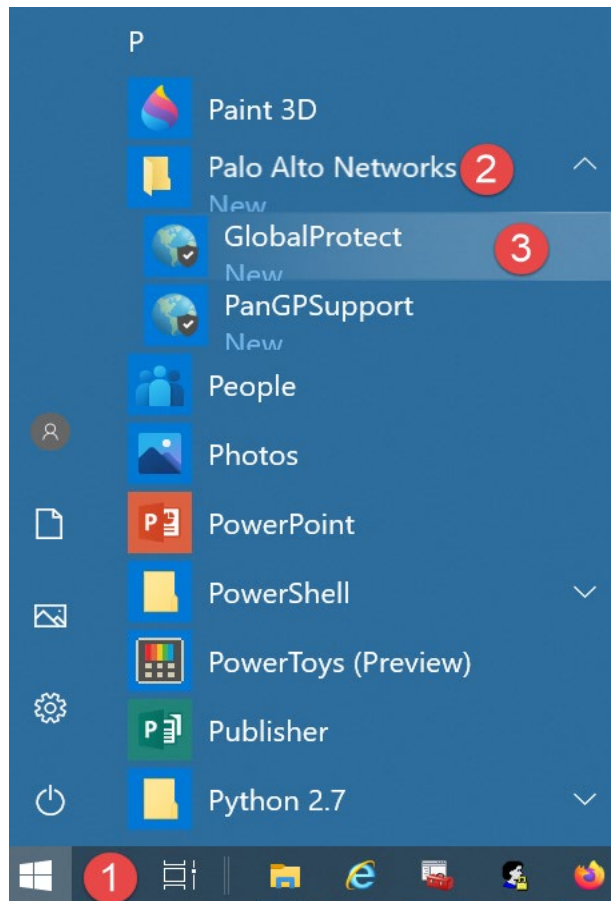 P
Paint 3D
Palo Alto Networks 2
New
GlobalProtect 3
New
PanGPSupport
New
People
Photos
PowerPoint
PowerShell
PowerToys (Preview)
Publisher
Python 2.7
1